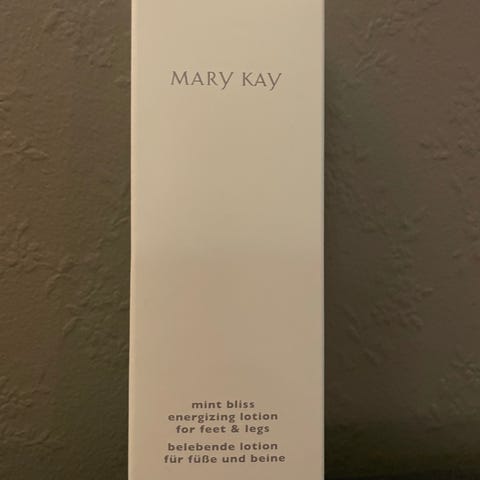 MARY KAY
mint bliss
energizing lotion
for feet & legs
belebende lotion
für füße und beine